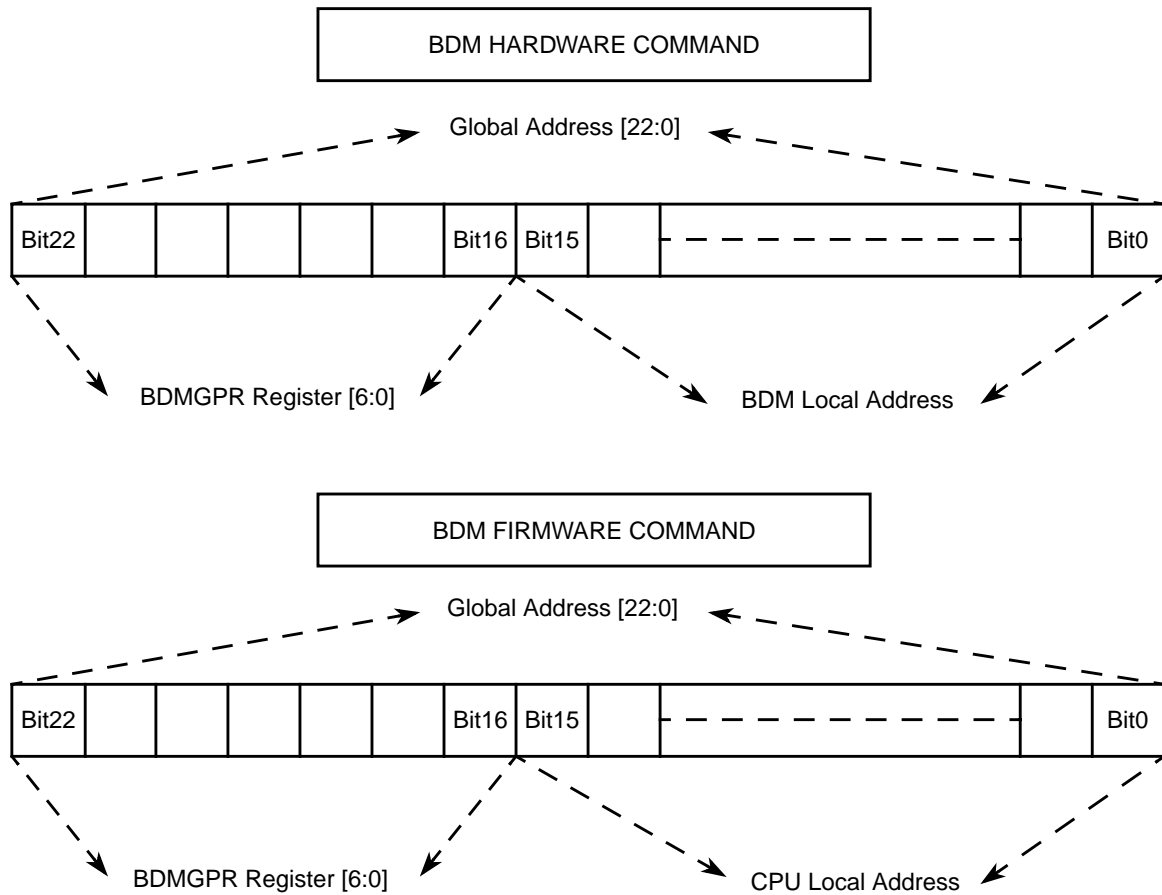 BDM HARDWARE COMMAND
Global Address [22:0]
Bit22 Bit16 Bit15 Bit0
BDMGPR Register [6:0] BDM Local Address
BDM FIRMWARE COMMAND
Global Address [22:0]
Bit22 Bit16 Bit15 Bit0
BDMGPR Register [6:0] CPU Local Address